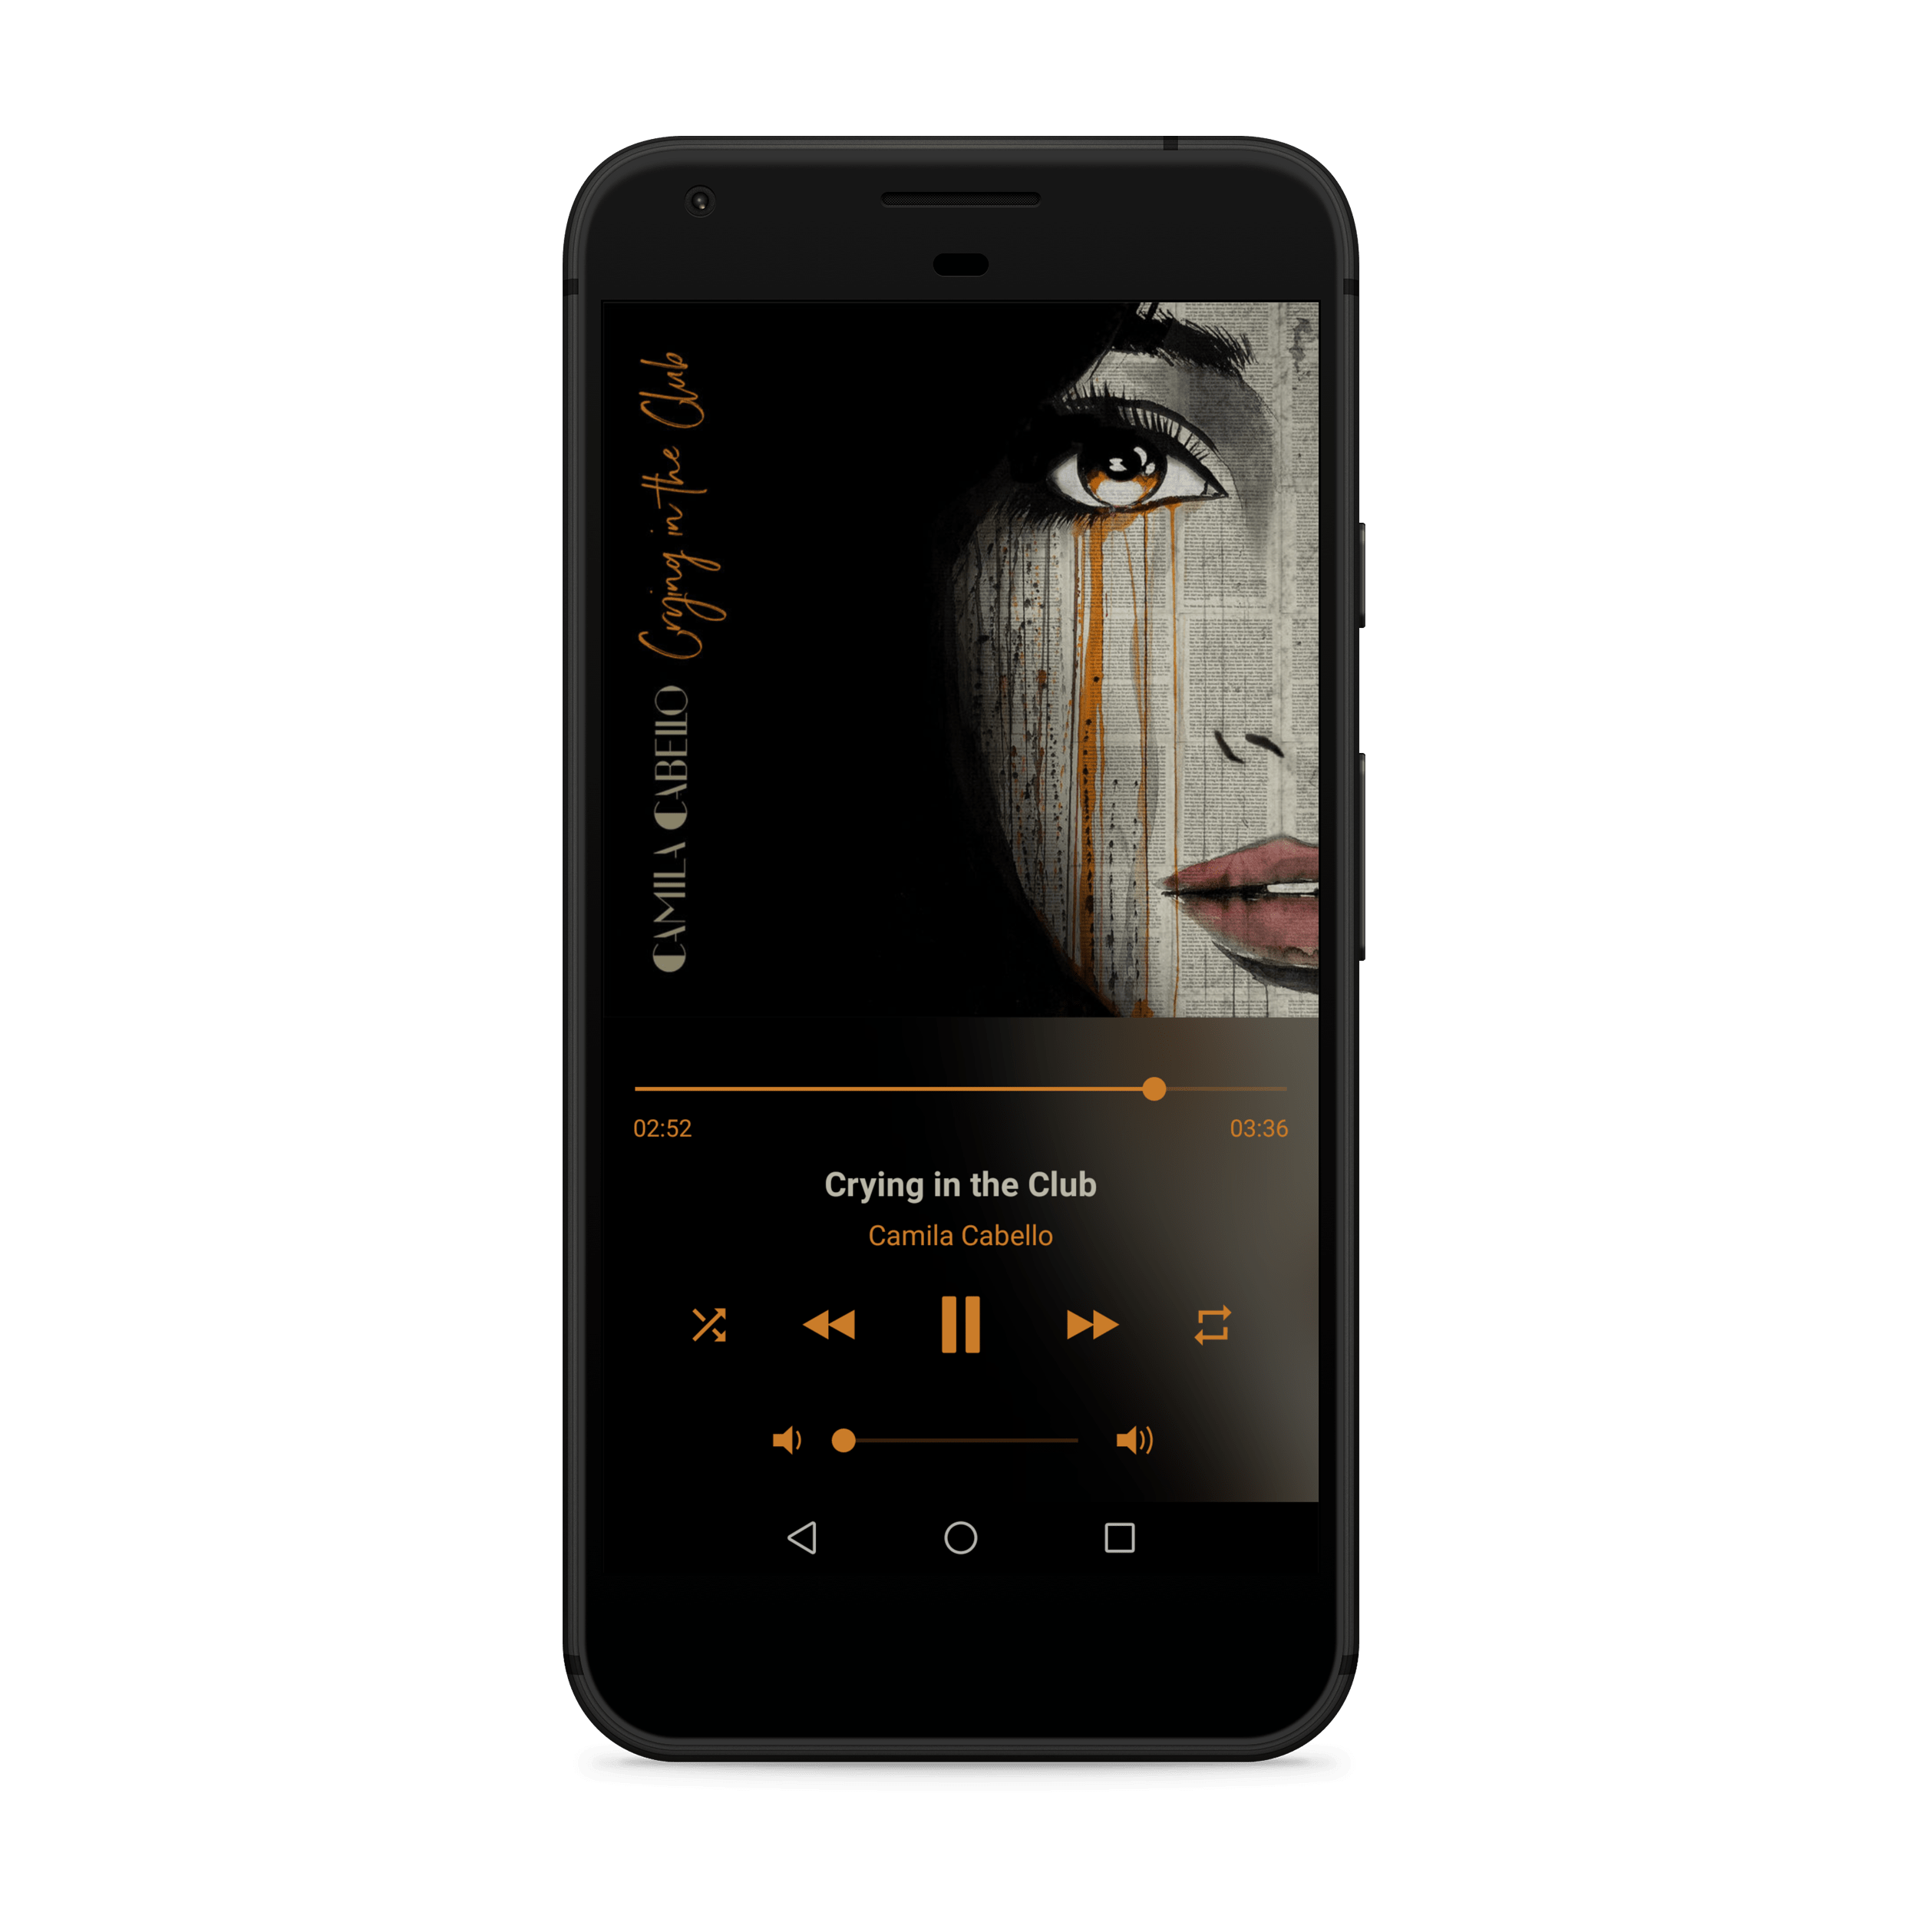 CAMILA CABELLO Crying in the Club
02:52
03:36
Crying in the Club
Camila Cabello